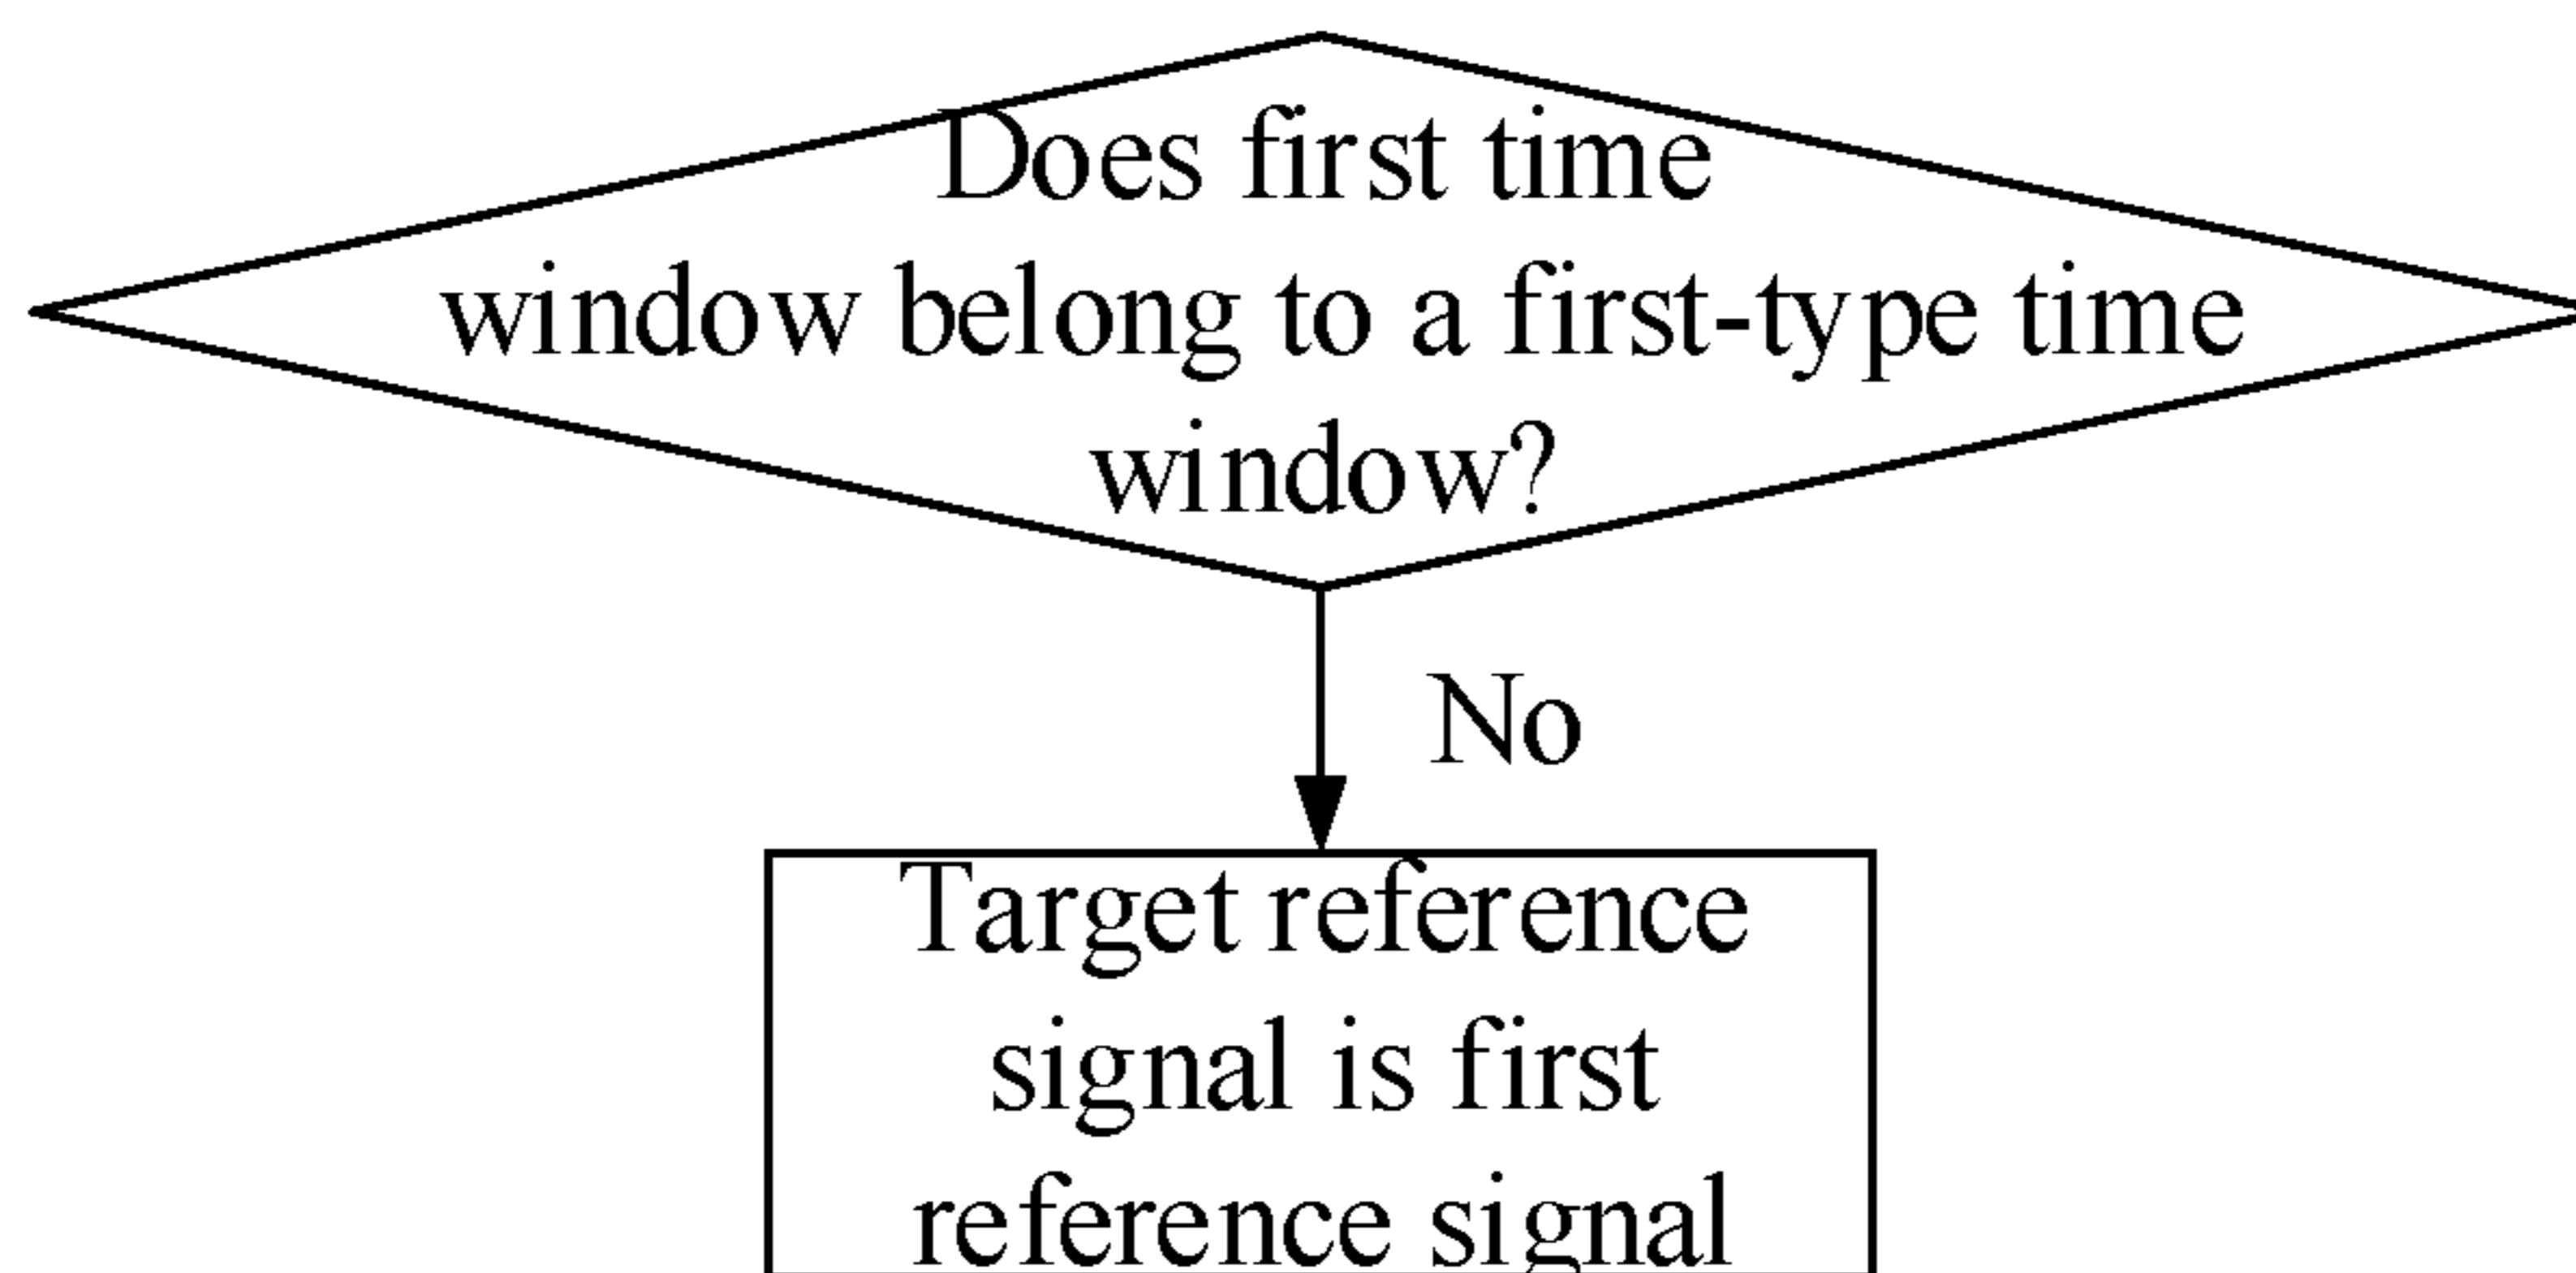 Does first time
window belong to a first-type time
window?
No
Target reference
signal is first
reference signal